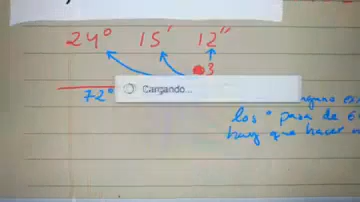 24° 15' 12"
3
72°
Cargando...
los ° pasa de 6
hay que hacer